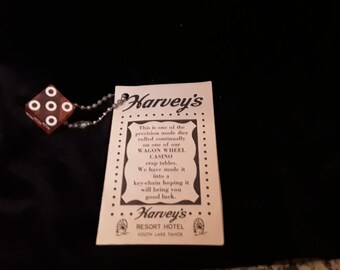 Harvey's
This is one of the
precision made dice
rolled continually
on one of our
WAGON WHEEL
CASINO
crap tables.
We have made it
into a
key-chain hoping it
will bring you
good luck.
Harvey's
RESORT HOTEL
SOUTH LAKE TAHOE